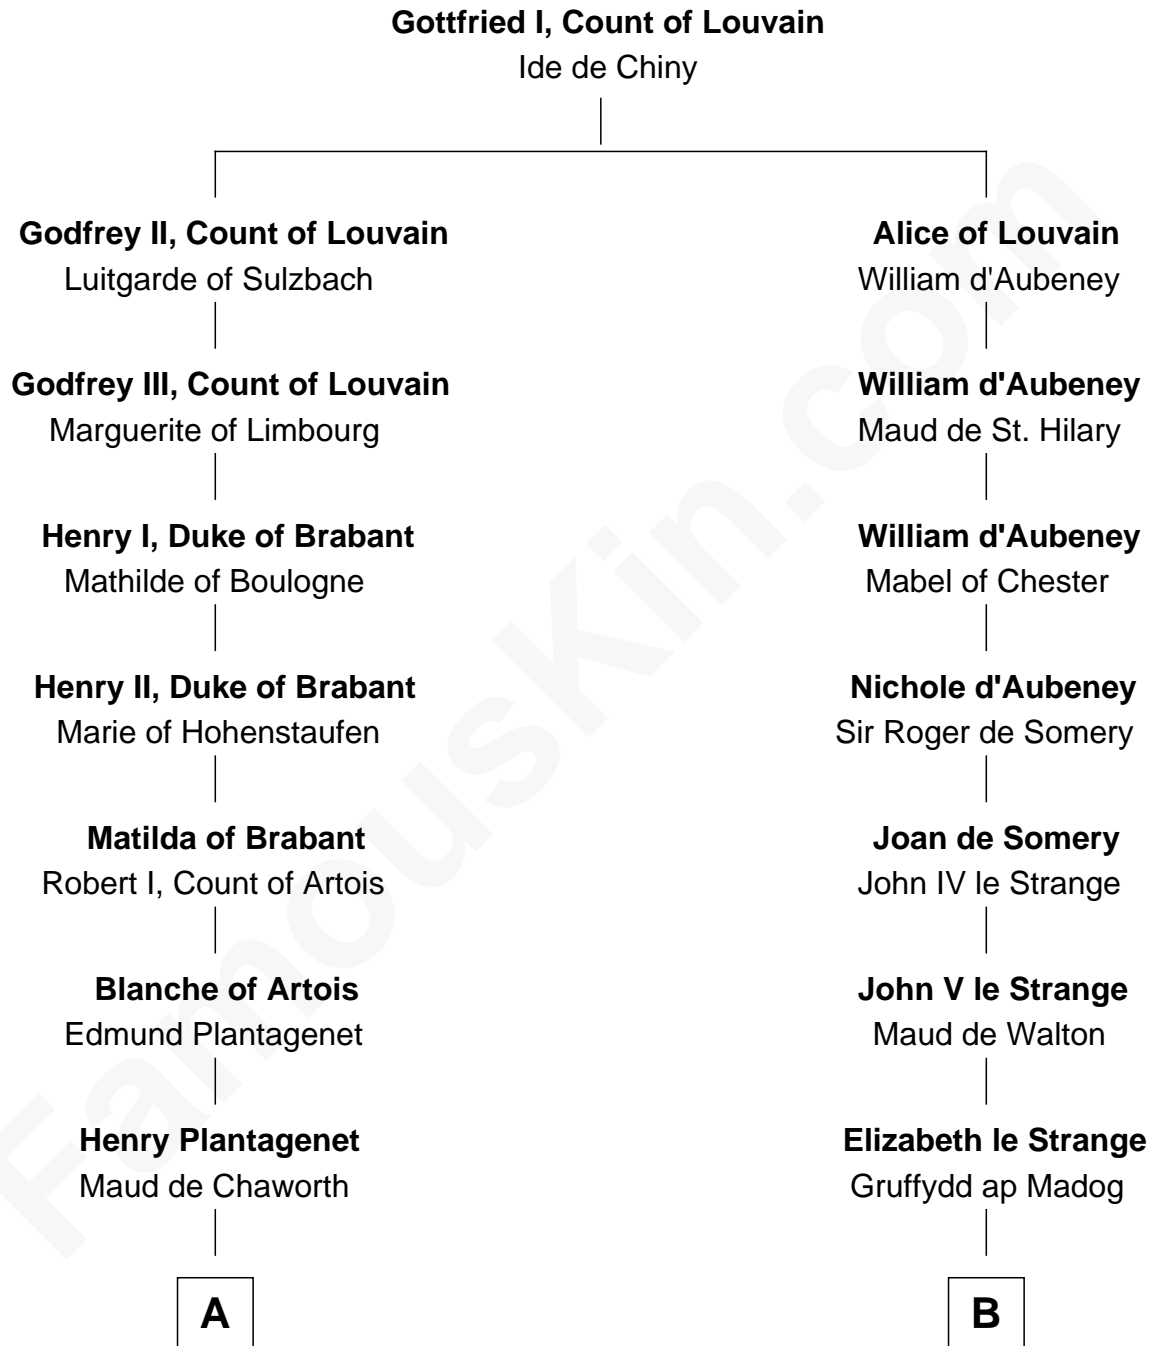 Gottfried I, Count of Louvain
Ide de Chiny
Godfrey II, Count of Louvain
Luitgarde of Sulzbach
Alice of Louvain
William d'Aubeney
Godfrey III, Count of Louvain
Marguerite of Limbourg
William d'Aubeney
Maud de St. Hilary
Henry I, Duke of Brabant
Mathilde of Boulogne
William d'Aubeney
Mabel of Chester
Henry II, Duke of Brabant
Marie of Hohenstaufen
Nichole d'Aubeney
Sir Roger de Somery
Matilda of Brabant
Robert I, Count of Artois
Joan de Somery
John IV le Strange
Blanche of Artois
Edmund Plantagenet
John V le Strange
Maud de Walton
Henry Plantagenet
Maud de Chaworth
Elizabeth le Strange
Gruffydd ap Madog
A
B
FamousKin.com